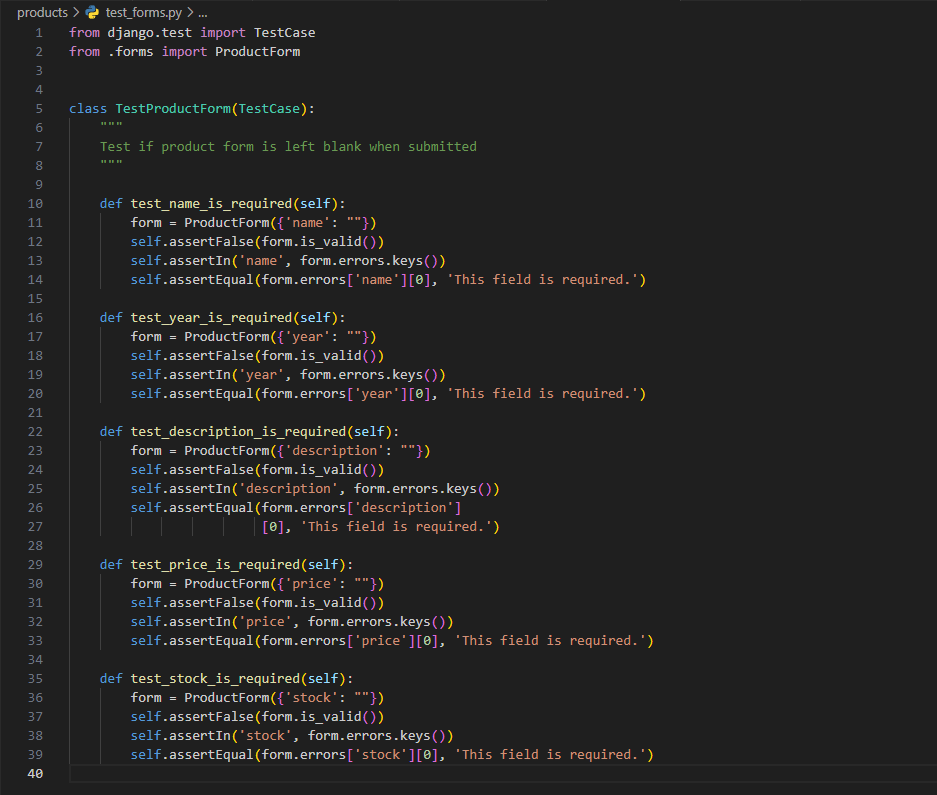 products > test_forms.py > ...
1 from django.test import TestCase
2 from .forms import ProductForm
3
4
5 class TestProductForm(TestCase):
6     """
7     Test if product form is left blank when submitted
8     """
9
10     def test_name_is_required(self):
11         form = ProductForm({'name': ""})
12         self.assertFalse(form.is_valid())
13         self.assertIn('name', form.errors.keys())
14         self.assertEqual(form.errors['name'][0], 'This field is required.')
15
16     def test_year_is_required(self):
17         form = ProductForm({'year': ""})
18         self.assertFalse(form.is_valid())
19         self.assertIn('year', form.errors.keys())
20         self.assertEqual(form.errors['year'][0], 'This field is required.')
21
22     def test_description_is_required(self):
23         form = ProductForm({'description': ""})
24         self.assertFalse(form.is_valid())
25         self.assertIn('description', form.errors.keys())
26         self.assertEqual(form.errors['description']
27                          [0], 'This field is required.')
28
29     def test_price_is_required(self):
30         form = ProductForm({'price': ""})
31         self.assertFalse(form.is_valid())
32         self.assertIn('price', form.errors.keys())
33         self.assertEqual(form.errors['price'][0], 'This field is required.')
34
35     def test_stock_is_required(self):
36         form = ProductForm({'stock': ""})
37         self.assertFalse(form.is_valid())
38         self.assertIn('stock', form.errors.keys())
39         self.assertEqual(form.errors['stock'][0], 'This field is required.')
40